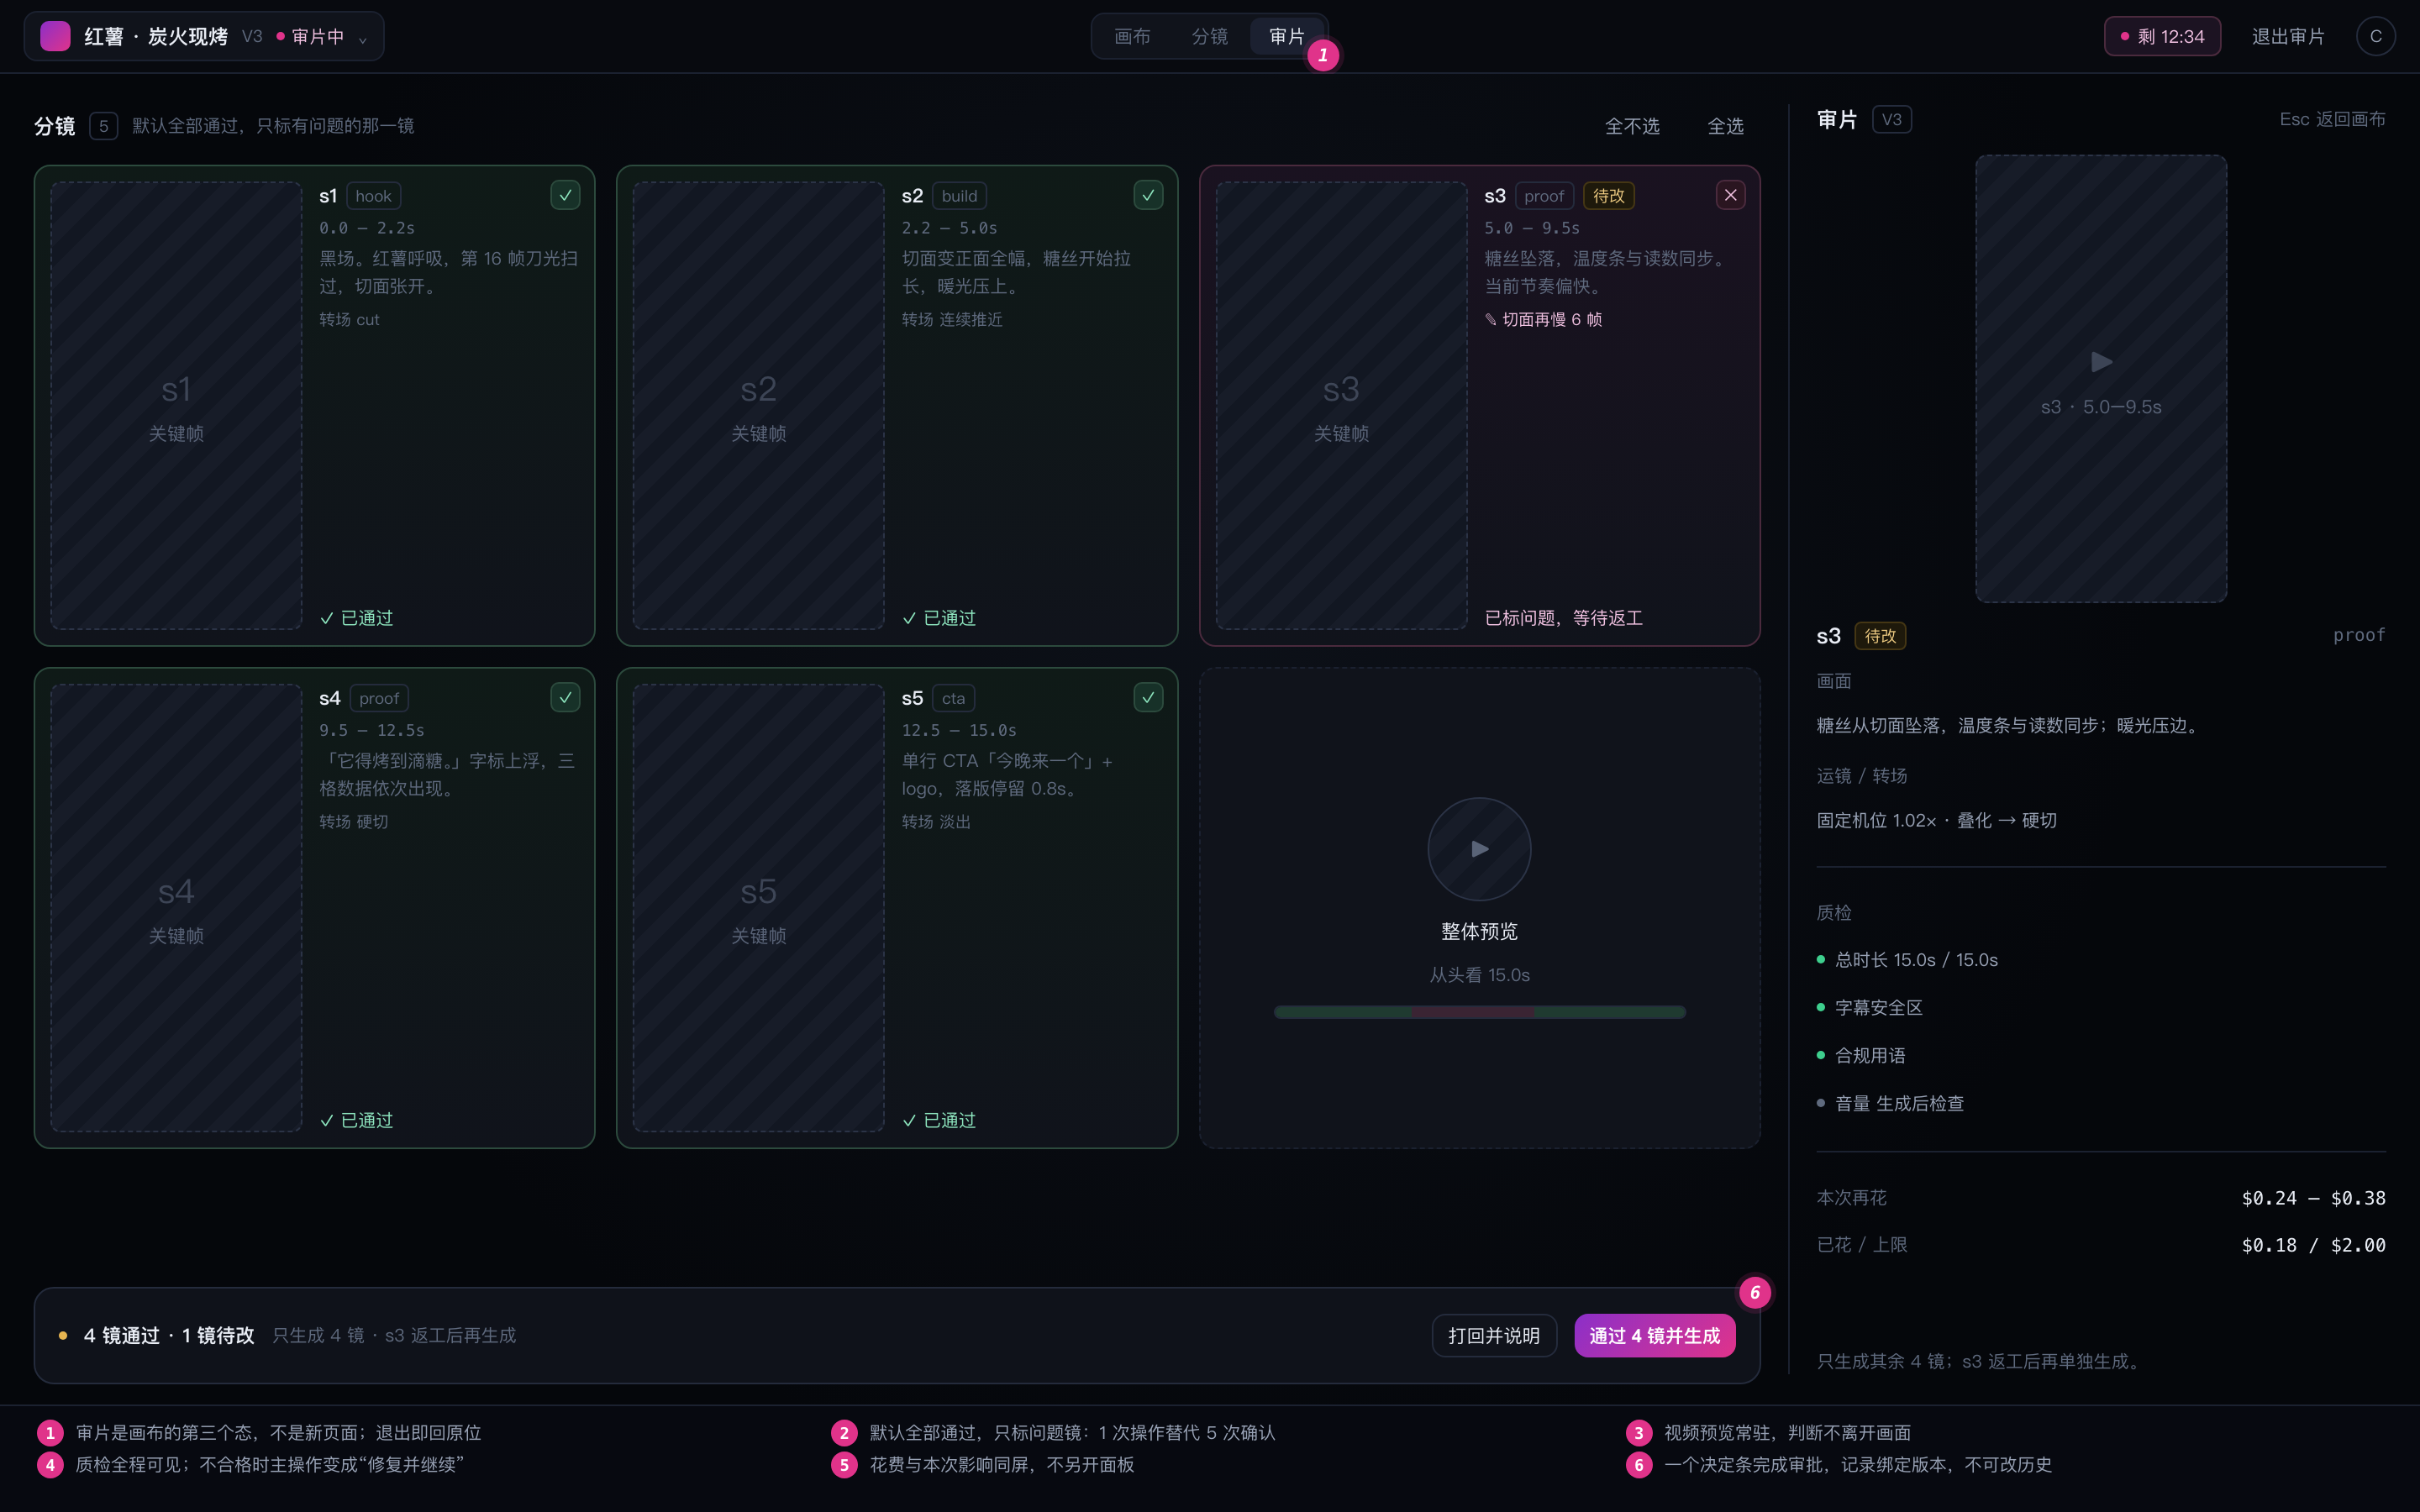 红薯 · 炭火现烤 V3 审片中
画布 分镜 审片
1
剩 12:34 退出审片 C
分镜 5 默认全部通过，只标有问题的那一镜
全不选 全选
s1
关键帧
s1 hook
0.0 — 2.2s
黑场。红薯呼吸，第 16 帧刀光扫
过，切面张开。
转场 cut
✓ 已通过
s2
关键帧
s2 build
2.2 — 5.0s
切面变正面全幅，糖丝开始拉
长，暖光压上。
转场 连续推近
✓ 已通过
s3
关键帧
s3 proof 待改
5.0 — 9.5s
糖丝坠落，温度条与读数同步。
当前节奏偏快。
✎ 切面再慢 6 帧
已标问题，等待返工
s4
关键帧
s4 proof
9.5 — 12.5s
「它得烤到滴糖。」字标上浮，三
格数据依次出现。
转场 硬切
✓ 已通过
s5
关键帧
s5 cta
12.5 — 15.0s
单行 CTA「今晚来一个」+
logo，落版停留 0.8s。
转场 淡出
✓ 已通过
整体预览
从头看 15.0s
4 镜通过 · 1 镜待改 只生成 4 镜 · s3 返工后再生成
打回并说明 通过 4 镜并生成
6
审片 V3 Esc 返回画布
s3 · 5.0—9.5s
s3 待改 proof
画面
糖丝从切面坠落，温度条与读数同步；暖光压边。
运镜 / 转场
固定机位 1.02× · 叠化 → 硬切
质检
总时长 15.0s / 15.0s
字幕安全区
合规用语
音量 生成后检查
本次再花 $0.24 — $0.38
已花 / 上限 $0.18 / $2.00
只生成其余 4 镜；s3 返工后再单独生成。
1 审片是画布的第三个态，不是新页面；退出即回原位
2 默认全部通过，只标问题镜：1 次操作替代 5 次确认
3 视频预览常驻，判断不离开画面
4 质检全程可见；不合格时主操作变成“修复并继续”
5 花费与本次影响同屏，不另开面板
6 一个决定条完成审批，记录绑定版本，不可改历史